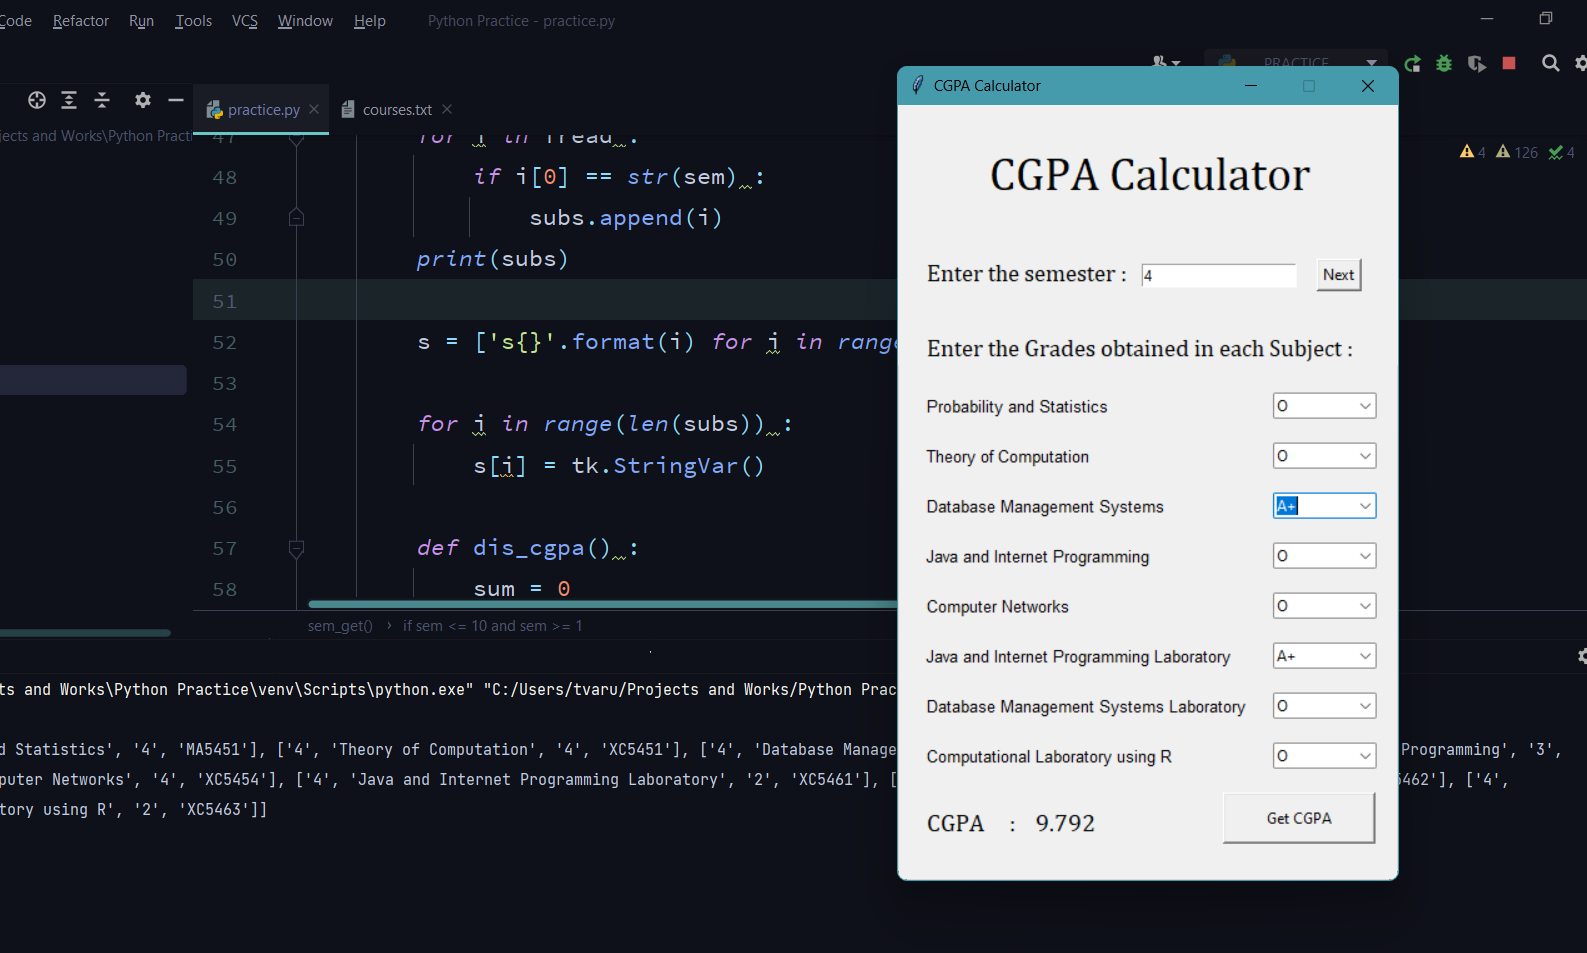 Code Refactor Run Tools VCS Window Help Python Practice - practice.py
PRACTICE
practice.py courses.txt
jects and Works\Python Practi
4 126 4
47 for i in fread :
48 if i[0] == str(sem) :
49 subs.append(i)
50 print(subs)
51
52 s = ['s{}'.format(i) for i in range
53
54 for i in range(len(subs)) :
55 s[i] = tk.StringVar()
56
57 def dis_cgpa() :
58 sum = 0
sem_get() › if sem <= 10 and sem >= 1
ts and Works\Python Practice\venv\Scripts\python.exe" "C:/Users/tvaru/Projects and Works/Python Prac
d Statistics', '4', 'MA5451'], ['4', 'Theory of Computation', '4', 'XC5451'], ['4', 'Database Manage
Programming', '3',
puter Networks', '4', 'XC5454'], ['4', 'Java and Internet Programming Laboratory', '2', 'XC5461'], [
5462'], ['4',
tory using R', '2', 'XC5463']]
CGPA Calculator
CGPA Calculator
Enter the semester : 4 Next
Enter the Grades obtained in each Subject :
Probability and Statistics O
Theory of Computation O
Database Management Systems A+
Java and Internet Programming O
Computer Networks O
Java and Internet Programming Laboratory A+
Database Management Systems Laboratory O
Computational Laboratory using R O
CGPA : 9.792 Get CGPA